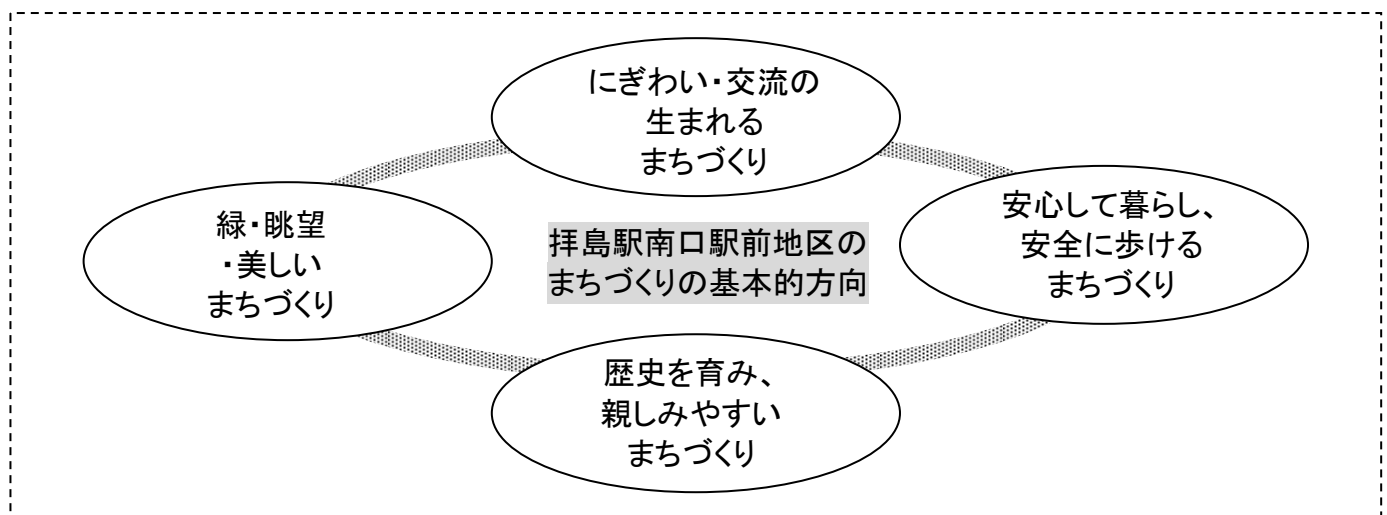 にぎわい・交流の
生まれる
まちづくり
緑・眺望
・美しい
まちづくり
拝島駅南口駅前地区の
まちづくりの基本的方向
安心して暮らし、
安全に歩ける
まちづくり
歴史を育み、
親しみやすい
まちづくり